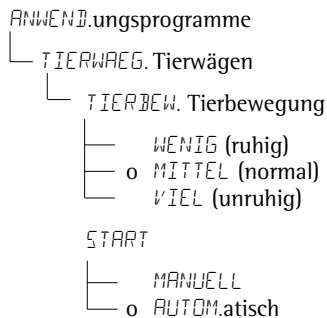 ANWEND.ungsprogramme
TIERWAEG. Tierwägen
TIERBEW. Tierbewegung
WENIG (ruhig)
o MITTEL (normal)
VIEL (unruhig)
START
MANUELL
o AUTOM.atisch